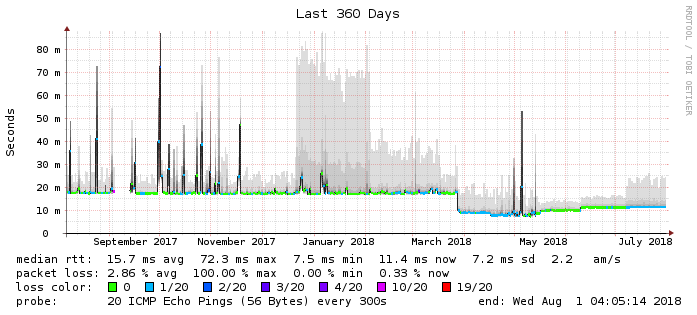 Last 360 Days
RRDTOOL / TOBI OETIKER
Seconds
80 m
70 m
60 m
50 m
40 m
30 m
20 m
10 m
0
September 2017 November 2017 January 2018 March 2018 May 2018 July 2018
median rtt: 15.7 ms avg 72.3 ms max 7.5 ms min 11.4 ms now 7.2 ms sd 2.2 am/s
packet loss: 2.86 % avg 100.00 % max 0.00 % min 0.33 % now
loss color: 0 1/20 2/20 3/20 4/20 10/20 19/20
probe: 20 ICMP Echo Pings (56 Bytes) every 300s end: Wed Aug 1 04:05:14 2018